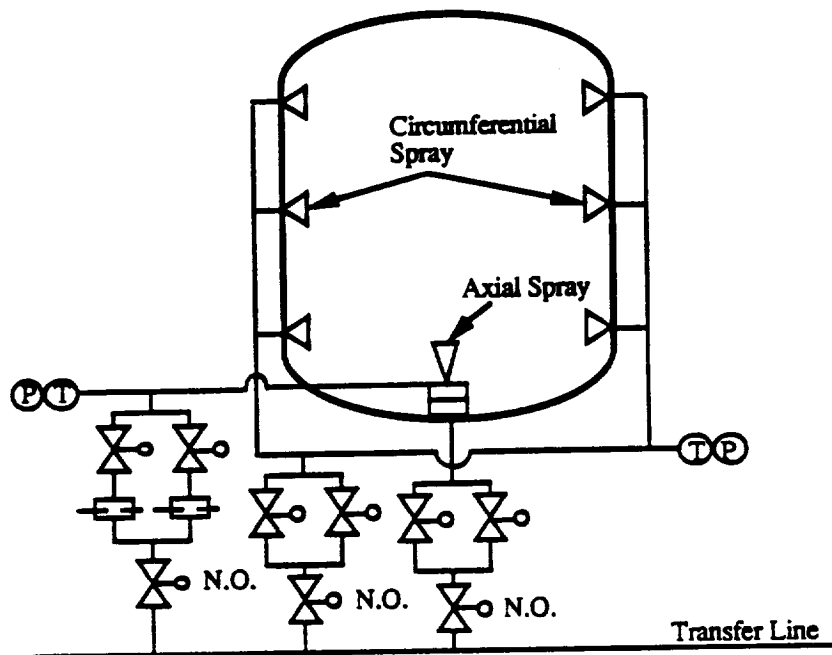 Circumferential
Spray
Axial Spray
P T
T P
N.O.
N.O.
N.O.
Transfer Line